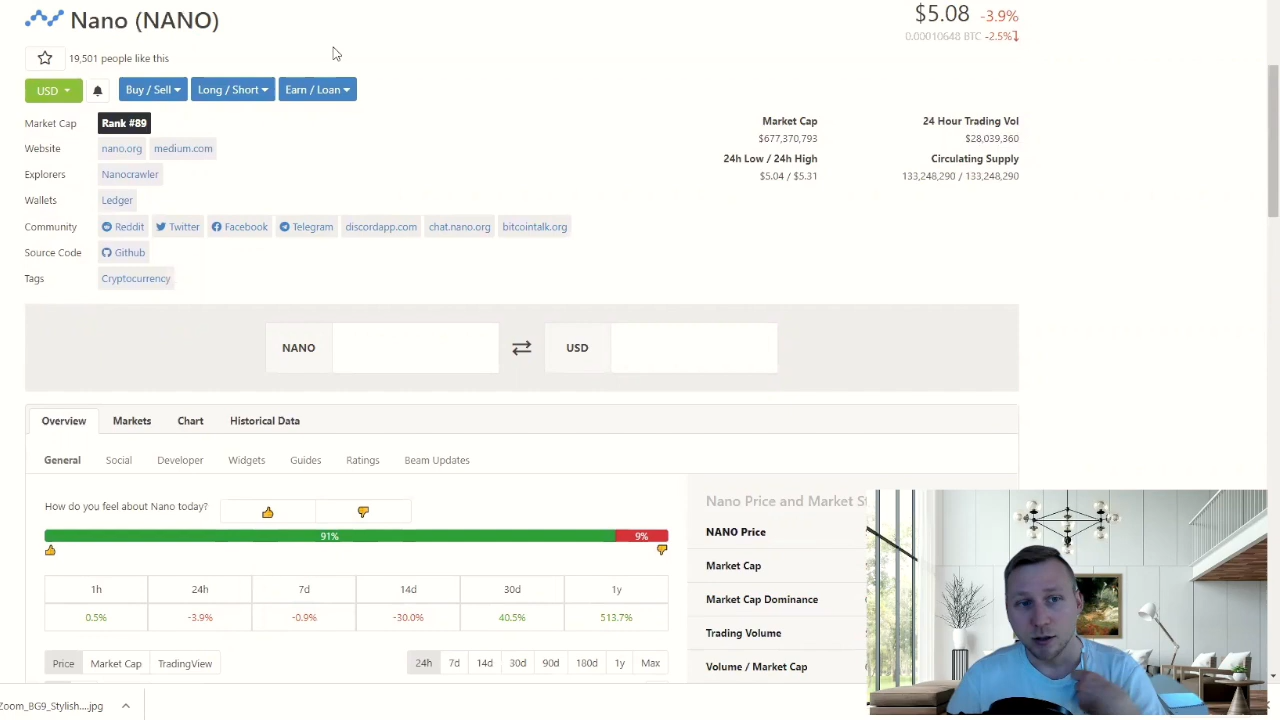 Nano (NANO)
$5.08 -3.9%
0.00010648 BTC -2.5%
19,501 people like this
USD Buy / Sell Long / Short Earn / Loan
Market Cap Rank #89
Website nano.org medium.com
Explorers Nanocrawler
Wallets Ledger
Community Reddit Twitter Facebook Telegram discordapp.com chat.nano.org bitcointalk.org
Source Code Github
Tags Cryptocurrency
Market Cap 24 Hour Trading Vol
$677,370,793 $28,039,360
24h Low / 24h High Circulating Supply
$5.04 / $5.31 133,248,290 / 133,248,290
NANO USD
Overview Markets Chart Historical Data
General Social Developer Widgets Guides Ratings Beam Updates
How do you feel about Nano today?
91% 9%
1h 24h 7d 14d 30d 1y
0.5% -3.9% -0.9% -30.0% 40.5% 513.7%
Price Market Cap TradingView 24h 7d 14d 30d 90d 180d 1y Max
Nano Price and Market S
NANO Price
Market Cap
Market Cap Dominance
Trading Volume
Volume / Market Cap
Zoom_BG9_Stylish....jpg